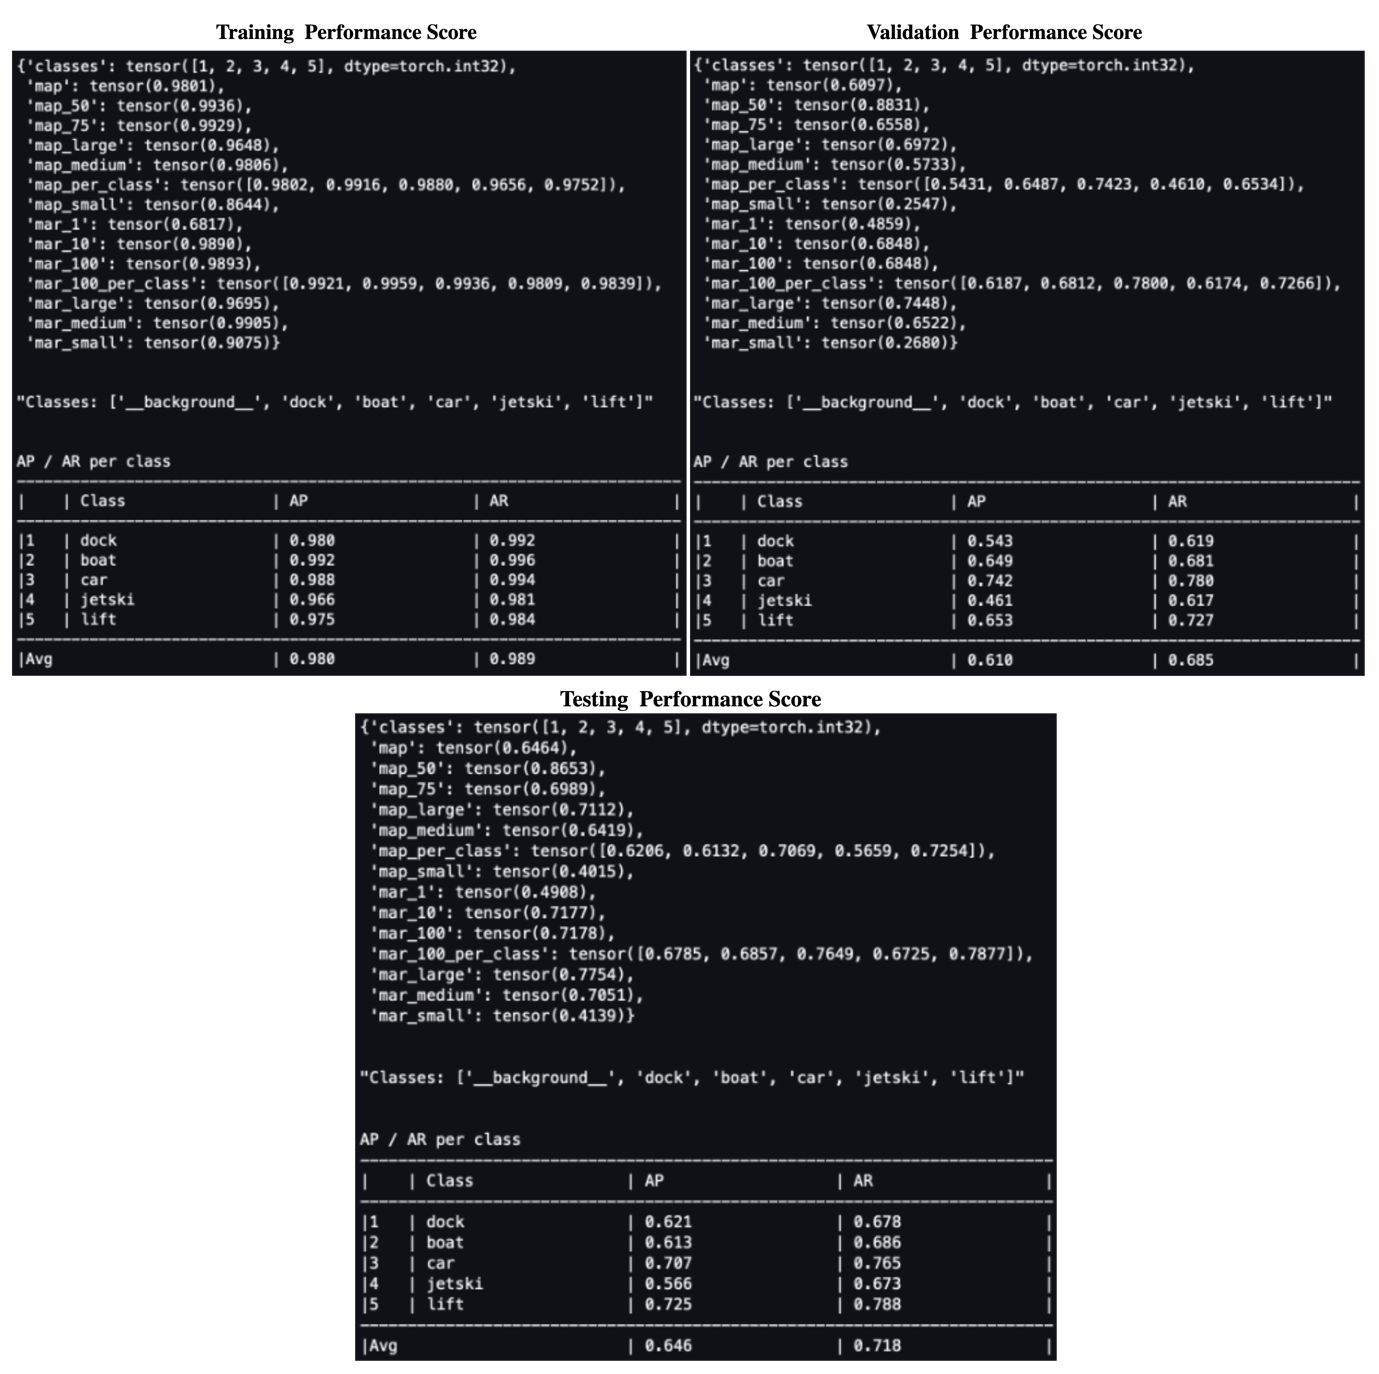 Training  Performance Score
{'classes': tensor([1, 2, 3, 4, 5], dtype=torch.int32),
'map': tensor(0.9801),
'map_50': tensor(0.9936),
'map_75': tensor(0.9929),
'map_large': tensor(0.9648),
'map_medium': tensor(0.9806),
'map_per_class': tensor([0.9802, 0.9916, 0.9880, 0.9656, 0.9752]),
'map_small': tensor(0.8644),
'mar_1': tensor(0.6817),
'mar_10': tensor(0.9890),
'mar_100': tensor(0.9893),
'mar_100_per_class': tensor([0.9921, 0.9959, 0.9936, 0.9809, 0.9839]),
'mar_large': tensor(0.9695),
'mar_medium': tensor(0.9905),
'mar_small': tensor(0.9075)}
"Classes: ['__background__', 'dock', 'boat', 'car', 'jetski', 'lift']"
AP / AR per class
| | Class | AP | AR |
|1 | dock | 0.980 | 0.992 |
|2 | boat | 0.992 | 0.996 |
|3 | car | 0.988 | 0.994 |
|4 | jetski | 0.966 | 0.981 |
|5 | lift | 0.975 | 0.984 |
|Avg | 0.980 | 0.989 |
Validation  Performance Score
{'classes': tensor([1, 2, 3, 4, 5], dtype=torch.int32),
'map': tensor(0.6097),
'map_50': tensor(0.8831),
'map_75': tensor(0.6558),
'map_large': tensor(0.6972),
'map_medium': tensor(0.5733),
'map_per_class': tensor([0.5431, 0.6487, 0.7423, 0.4610, 0.6534]),
'map_small': tensor(0.2547),
'mar_1': tensor(0.4859),
'mar_10': tensor(0.6848),
'mar_100': tensor(0.6848),
'mar_100_per_class': tensor([0.6187, 0.6812, 0.7800, 0.6174, 0.7266]),
'mar_large': tensor(0.7448),
'mar_medium': tensor(0.6522),
'mar_small': tensor(0.2680)}
"Classes: ['__background__', 'dock', 'boat', 'car', 'jetski', 'lift']"
AP / AR per class
| | Class | AP | AR |
|1 | dock | 0.543 | 0.619 |
|2 | boat | 0.649 | 0.681 |
|3 | car | 0.742 | 0.780 |
|4 | jetski | 0.461 | 0.617 |
|5 | lift | 0.653 | 0.727 |
|Avg | 0.610 | 0.685 |
Testing  Performance Score
{'classes': tensor([1, 2, 3, 4, 5], dtype=torch.int32),
'map': tensor(0.6464),
'map_50': tensor(0.8653),
'map_75': tensor(0.6989),
'map_large': tensor(0.7112),
'map_medium': tensor(0.6419),
'map_per_class': tensor([0.6206, 0.6132, 0.7069, 0.5659, 0.7254]),
'map_small': tensor(0.4015),
'mar_1': tensor(0.4908),
'mar_10': tensor(0.7177),
'mar_100': tensor(0.7178),
'mar_100_per_class': tensor([0.6785, 0.6857, 0.7649, 0.6725, 0.7877]),
'mar_large': tensor(0.7754),
'mar_medium': tensor(0.7051),
'mar_small': tensor(0.4139)}
"Classes: ['__background__', 'dock', 'boat', 'car', 'jetski', 'lift']"
AP / AR per class
| | Class | AP | AR |
|1 | dock | 0.621 | 0.678 |
|2 | boat | 0.613 | 0.686 |
|3 | car | 0.707 | 0.765 |
|4 | jetski | 0.566 | 0.673 |
|5 | lift | 0.725 | 0.788 |
|Avg | 0.646 | 0.718 |